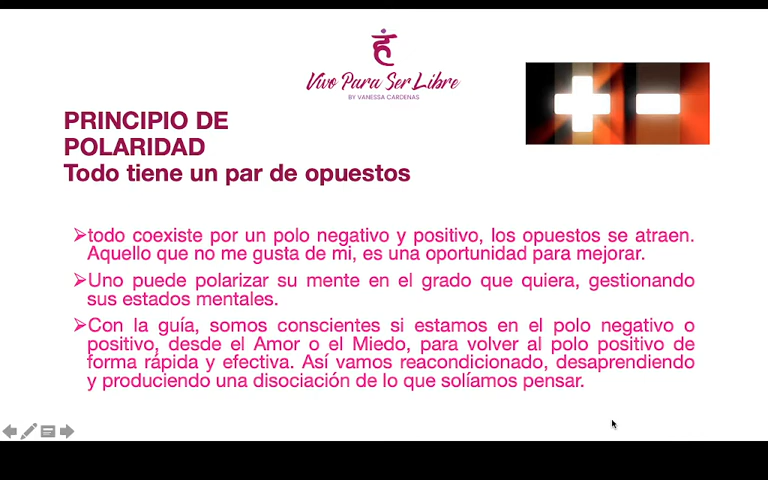 हं
Vivo Para Ser Libre
BY VANESSA CARDENAS
PRINCIPIO DE
POLARIDAD
Todo tiene un par de opuestos
➢todo coexiste por un polo negativo y positivo, los opuestos se atraen.
Aquello que no me gusta de mi, es una oportunidad para mejorar.
➢Uno puede polarizar su mente en el grado que quiera, gestionando
sus estados mentales.
➢Con la guía, somos conscientes si estamos en el polo negativo o
positivo, desde el Amor o el Miedo, para volver al polo positivo de
forma rápida y efectiva. Así vamos reacondicionado, desaprendiendo
y produciendo una disociación de lo que solíamos pensar.